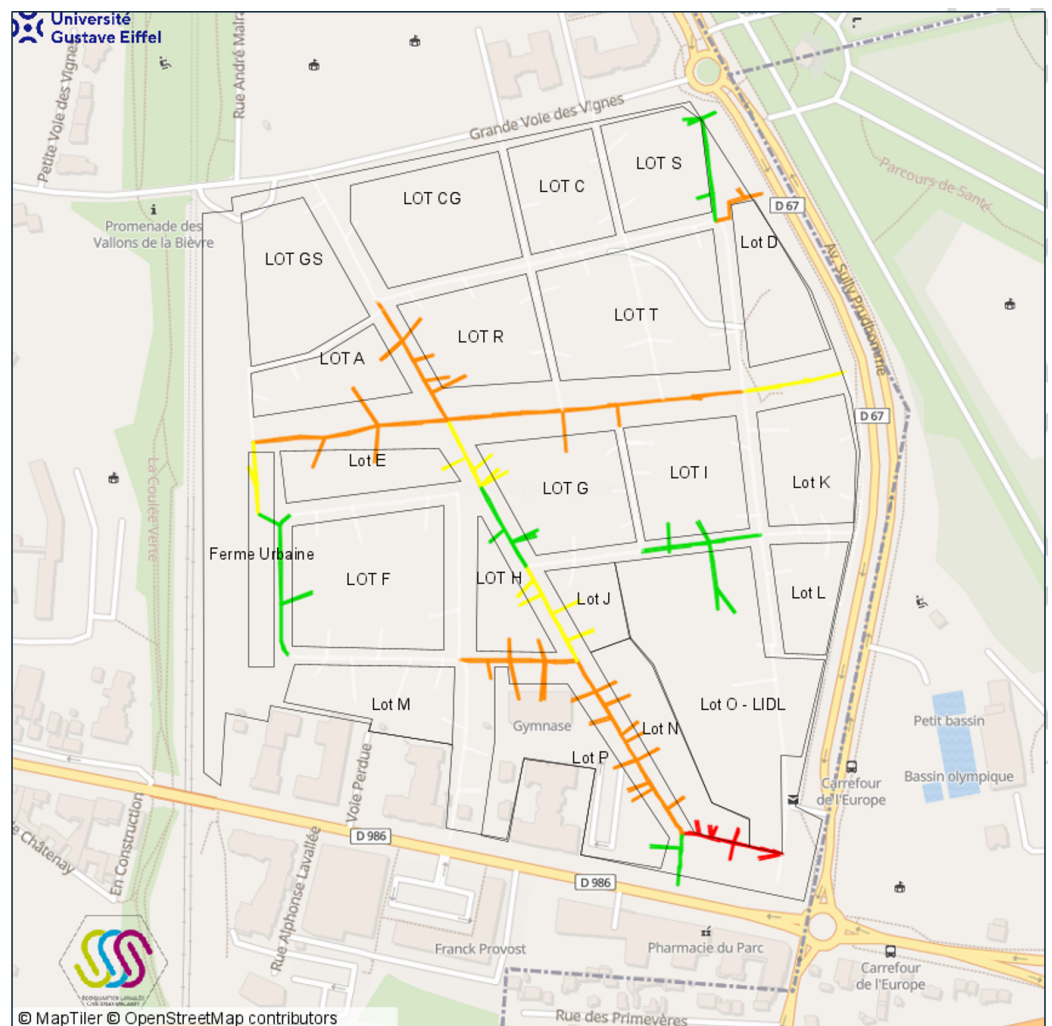 Université
Gustave Eiffel
Petite Voie des Vignes
Rue André Malra
Grande Voie des Vignes
LOT S
LOT C
LOT CG
Parcours de Santé
D 67
Promenade des
Vallons de la Bièvre
Lot D
LOT GS
Av. Sully Prudhomme
LOT T
LOT R
LOT A
D 67
Lot E
LOT I
Lot K
LOT G
La Coulée Verte
Ferme Urbaine
LOT F
LOT H
Lot J
Lot L
Lot M
Lot O - LIDL
Petit bassin
Gymnase
Lot N
Lot P
Bassin olympique
Carrefour
de l'Europe
Voie Perdue
D 986
de Châtenay
En Construction
Rue Alphonse Lavallée
D 986
Franck Provost
Pharmacie du Parc
Carrefour
de l'Europe
ECOQUARTIER LAVALLÉE
Rue des Primevères
© MapTiler © OpenStreetMap contributors